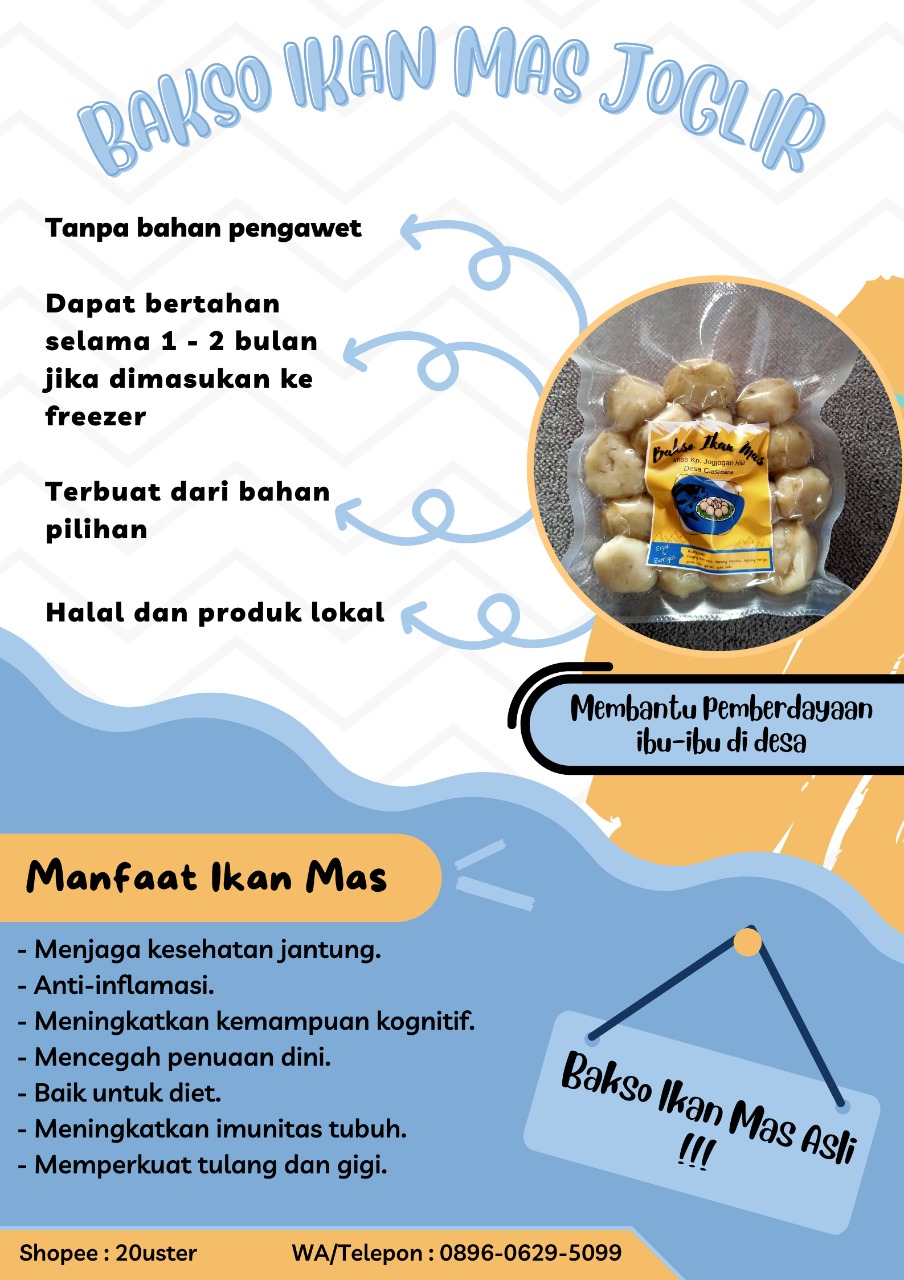 BAKSO IKAN MAS JOGLIR
Tanpa bahan pengawet
Dapat bertahan
selama 1 - 2 bulan
jika dimasukan ke
freezer
Terbuat dari bahan
pilihan
Halal dan produk lokal
Bakso Ikan Mas
Desa Ciasihan
Membantu Pemberdayaan
ibu-ibu di desa
Manfaat Ikan Mas
- Menjaga kesehatan jantung.
- Anti-inflamasi.
- Meningkatkan kemampuan kognitif.
- Mencegah penuaan dini.
- Baik untuk diet.
- Meningkatkan imunitas tubuh.
- Memperkuat tulang dan gigi.
Bakso Ikan Mas Asli
!!!
Shopee : 20uster
WA/Telepon : 0896-0629-5099